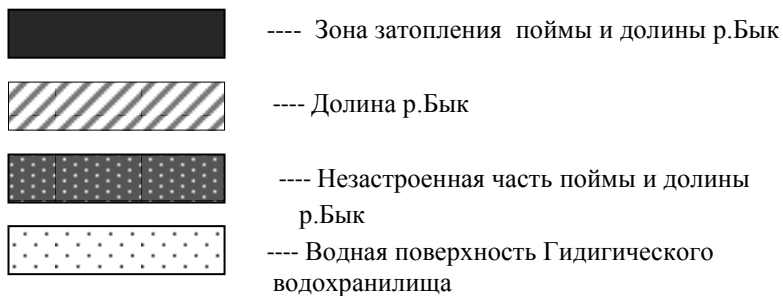 ---- Зона затопления поймы и долины р.Бык
---- Долина р.Бык
---- Незастроенная часть поймы и долины
р.Бык
---- Водная поверхность Гидигического
водохранилища